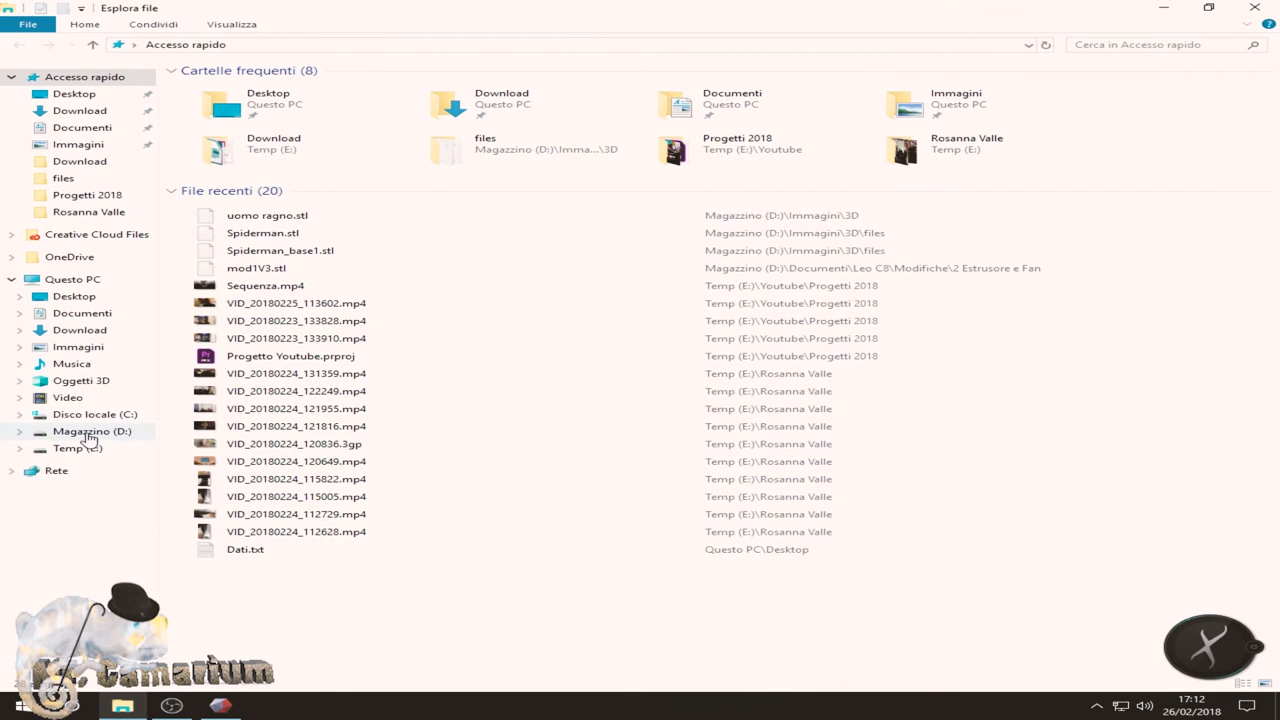 Esplora file
File Home Condividi Visualizza
Accesso rapido
Cerca in Accesso rapido
Accesso rapido
Desktop
Download
Documenti
Immagini
Download
files
Progetti 2018
Rosanna Valle
Creative Cloud Files
OneDrive
Questo PC
Desktop
Documenti
Download
Immagini
Musica
Oggetti 3D
Video
Disco locale (C:)
Magazzino (D:)
Temp
Rete
Cartelle frequenti (8)
Desktop
Questo PC
Download
Questo PC
Documenti
Questo PC
Immagini
Questo PC
Download
Temp (E:)
files
Magazzino (D:)\Imma...\3D
Progetti 2018
Temp (E:)\Youtube
Rosanna Valle
Temp (E:)
File recenti (20)
uomo ragno.stl Magazzino (D:)\Immagini\3D
Spiderman.stl Magazzino (D:)\Immagini\3D\files
Spiderman_base1.stl Magazzino (D:)\Immagini\3D\files
mod1V3.stl Magazzino (D:)\Documenti\Leo C8\Modifiche\2 Estrusore e Fan
Sequenza.mp4 Temp (E:)\Youtube\Progetti 2018
VID_20180225_113602.mp4 Temp (E:)\Youtube\Progetti 2018
VID_20180223_133828.mp4 Temp (E:)\Youtube\Progetti 2018
VID_20180223_133910.mp4 Temp (E:)\Youtube\Progetti 2018
Progetto Youtube.prproj Temp (E:)\Youtube\Progetti 2018
VID_20180224_131359.mp4 Temp (E:)\Rosanna Valle
VID_20180224_122249.mp4 Temp (E:)\Rosanna Valle
VID_20180224_121955.mp4 Temp (E:)\Rosanna Valle
VID_20180224_121816.mp4 Temp (E:)\Rosanna Valle
VID_20180224_120836.3gp Temp (E:)\Rosanna Valle
VID_20180224_120649.mp4 Temp (E:)\Rosanna Valle
VID_20180224_115822.mp4 Temp (E:)\Rosanna Valle
VID_20180224_115005.mp4 Temp (E:)\Rosanna Valle
VID_20180224_112729.mp4 Temp (E:)\Rosanna Valle
VID_20180224_112628.mp4 Temp (E:)\Rosanna Valle
Dati.txt Questo PC\Desktop
Camarium
X
Pr
17:12
26/02/2018